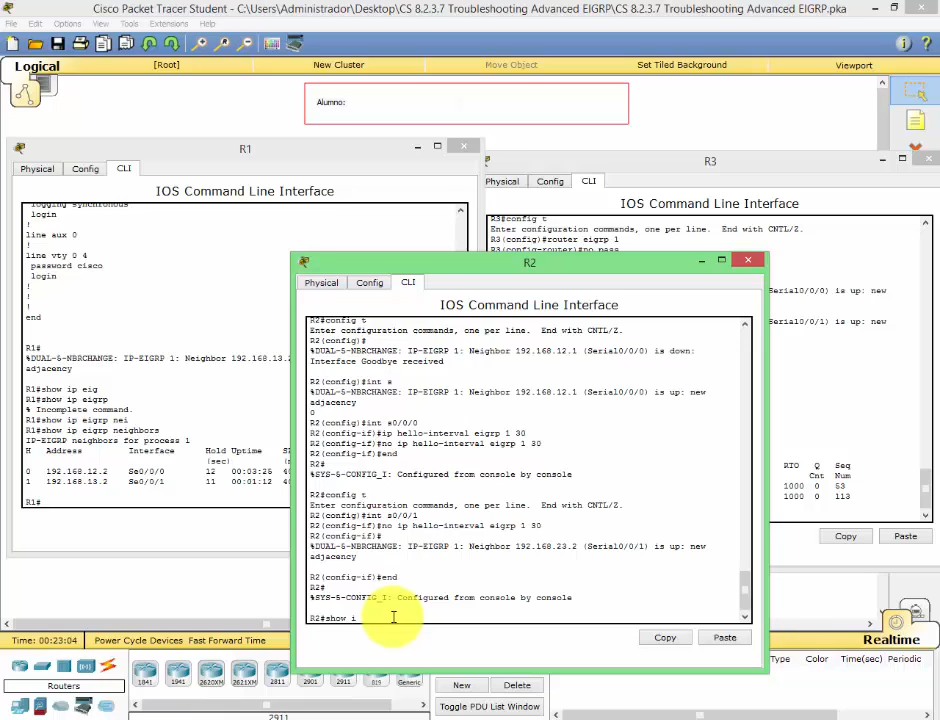 Cisco Packet Tracer Student - C:\Users\Administrador\Desktop\CS 8.2.3.7 Troubleshooting Advanced EIGRP\CS 8.2.3.7 Troubleshooting Advanced EIGRP.pka
File Edit Options View Tools Extensions Help
Logical [Root] New Cluster Move Object Set Tiled Background Viewport
Alumno:
R1
Physical Config CLI
IOS Command Line Interface
logging synchronous
login
!
line aux 0
!
line vty 0 4
password cisco
login
!
!
!
end
R1#
%DUAL-5-NBRCHANGE: IP-EIGRP 1: Neighbor 192.168.13.2
adjacency
R1#show ip eig
R1#show ip eigrp
% Incomplete command.
R1#show ip eigrp nei
R1#show ip eigrp neighbors
IP-EIGRP neighbors for process 1
H Address Interface Hold Uptime
(sec)
0 192.168.12.2 Se0/0/0 12 00:03:25
1 192.168.13.2 Se0/0/1 11 00:01:12
R1#
R3
Physical Config CLI
IOS Command Line Interface
R3#config t
Enter configuration commands, one per line. End with CNTL/Z.
R3(config)#router eigrp 1
R3(config-router)#no pass
Serial0/0/0) is up: new
Serial0/0/1) is up: new
RTO Q Seq
Cnt Num
1000 0 53
1000 0 113
Copy Paste
R2
Physical Config CLI
IOS Command Line Interface
R2#config t
Enter configuration commands, one per line. End with CNTL/Z.
R2(config)#
%DUAL-5-NBRCHANGE: IP-EIGRP 1: Neighbor 192.168.12.1 (Serial0/0/0) is down:
Interface Goodbye received
R2(config)#int s
%DUAL-5-NBRCHANGE: IP-EIGRP 1: Neighbor 192.168.12.1 (Serial0/0/0) is up: new
adjacency
0
R2(config)#int s0/0/0
R2(config-if)#ip hello-interval eigrp 1 30
R2(config-if)#no ip hello-interval eigrp 1 30
R2(config-if)#end
R2#
%SYS-5-CONFIG_I: Configured from console by console
R2#config t
Enter configuration commands, one per line. End with CNTL/Z.
R2(config)#int s0/0/1
R2(config-if)#no ip hello-interval eigrp 1 30
R2(config-if)#
%DUAL-5-NBRCHANGE: IP-EIGRP 1: Neighbor 192.168.23.2 (Serial0/0/1) is up: new
adjacency
R2(config-if)#end
R2#
%SYS-5-CONFIG_I: Configured from console by console
R2#show i
Copy Paste
Time: 00:23:04 Power Cycle Devices Fast Forward Time
Realtime
Routers
1841 1941 2620XM 2621XM 2811 2901 2911 819 Generic
2911
New Delete
Toggle PDU List Window
Type Color Time(sec) Periodic